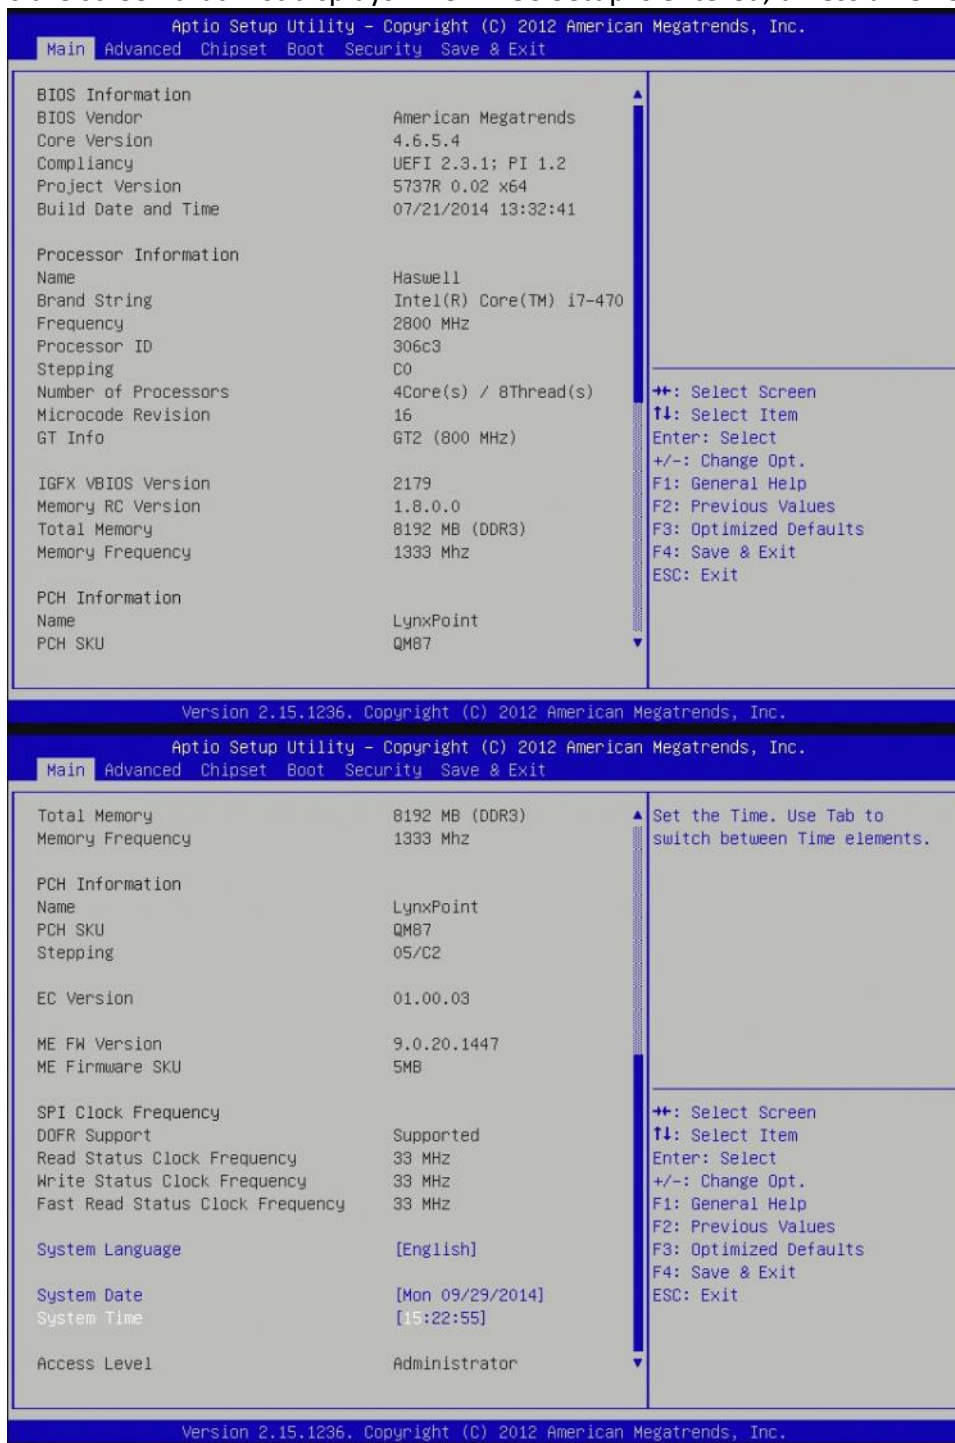 Aptio Setup Utility – Copyright (C) 2012 American Megatrends, Inc.
Main Advanced Chipset Boot Security Save & Exit
BIOS Information
BIOS Vendor American Megatrends
Core Version 4.6.5.4
Compliancy UEFI 2.3.1; PI 1.2
Project Version 5737R 0.02 x64
Build Date and Time 07/21/2014 13:32:41
Processor Information
Name Haswell
Brand String Intel(R) Core(TM) i7-470
Frequency 2800 MHz
Processor ID 306c3
Stepping C0
Number of Processors 4Core(s) / 8Thread(s)
Microcode Revision 16
GT Info GT2 (800 MHz)
IGFX VBIOS Version 2179
Memory RC Version 1.8.0.0
Total Memory 8192 MB (DDR3)
Memory Frequency 1333 Mhz
PCH Information
Name LynxPoint
PCH SKU QM87
→←: Select Screen
↑↓: Select Item
Enter: Select
+/-: Change Opt.
F1: General Help
F2: Previous Values
F3: Optimized Defaults
F4: Save & Exit
ESC: Exit
Version 2.15.1236. Copyright (C) 2012 American Megatrends, Inc.
Aptio Setup Utility – Copyright (C) 2012 American Megatrends, Inc.
Main Advanced Chipset Boot Security Save & Exit
Total Memory 8192 MB (DDR3)
Memory Frequency 1333 Mhz
PCH Information
Name LynxPoint
PCH SKU QM87
Stepping 05/C2
EC Version 01.00.03
ME FW Version 9.0.20.1447
ME Firmware SKU 5MB
SPI Clock Frequency
DOFR Support Supported
Read Status Clock Frequency 33 MHz
Write Status Clock Frequency 33 MHz
Fast Read Status Clock Frequency 33 MHz
System Language [English]
System Date [Mon 09/29/2014]
System Time [15:22:55]
Access Level Administrator
Set the Time. Use Tab to
switch between Time elements.
→←: Select Screen
↑↓: Select Item
Enter: Select
+/-: Change Opt.
F1: General Help
F2: Previous Values
F3: Optimized Defaults
F4: Save & Exit
ESC: Exit
Version 2.15.1236. Copyright (C) 2012 American Megatrends, Inc.